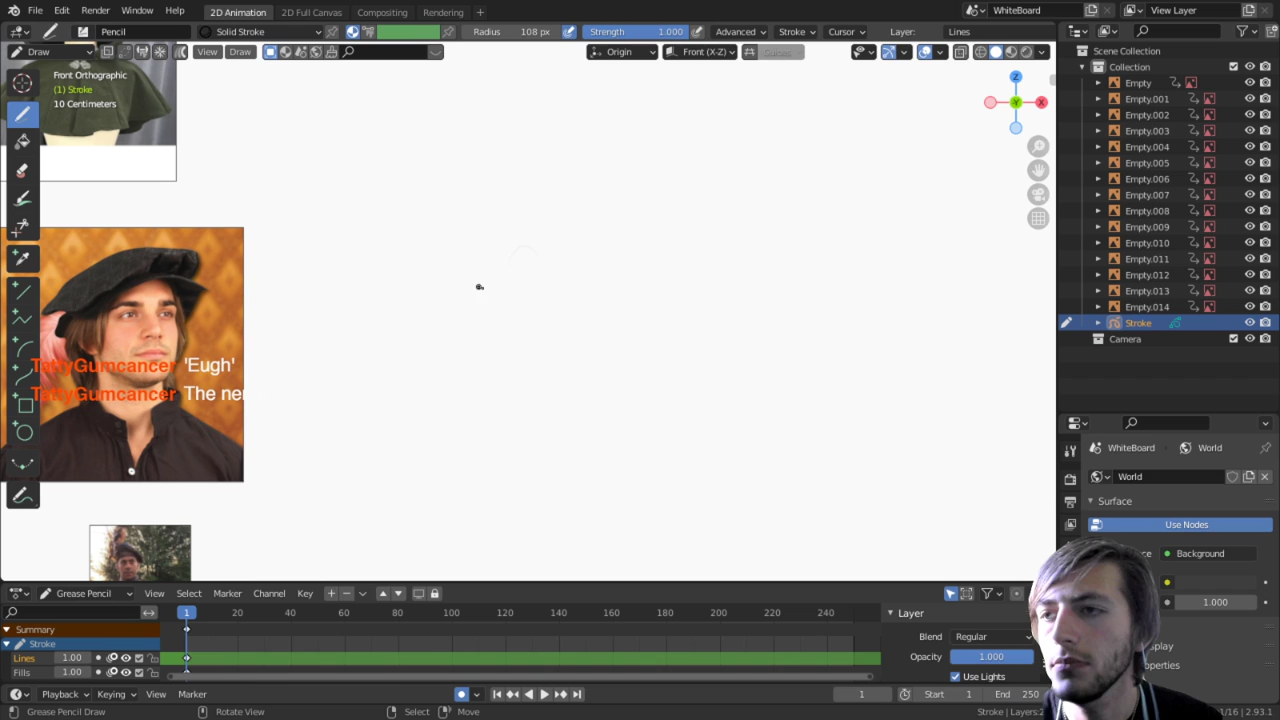 File Edit Render Window Help 2D Animation 2D Full Canvas Compositing Rendering + WhiteBoard View Layer
Pencil Solid Stroke Radius 108 px Strength 1.000 Advanced Stroke Cursor Layer: Lines
Draw View Draw Origin Front (X-Z) Guides
Front Orthographic
(1) Stroke
10 Centimeters
Z
Y
X
TattyGumcancer 'Eugh'
TattyGumcancer The ne
Scene Collection
Collection
Empty
Empty.001
Empty.002
Empty.003
Empty.004
Empty.005
Empty.006
Empty.007
Empty.008
Empty.009
Empty.010
Empty.011
Empty.012
Empty.013
Empty.014
Stroke
Camera
WhiteBoard World
World
Surface
Use Nodes
Background
1.000
Grease Pencil View Select Marker Channel Key
1 20 40 60 80 100 120 140 160 180 200 220 240
Summary
Stroke
Lines 1.00
Fills 1.00
Layer
Blend Regular
Opacity 1.000
Use Lights
Playback Keying View Marker 1 Start 1 End 250
Grease Pencil Draw Rotate View Select Move Stroke | Layers:2 1/16 | 2.93.1